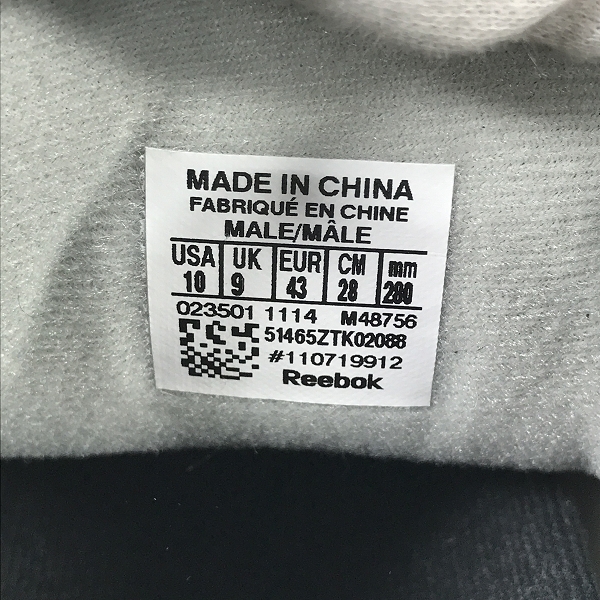 MADE IN CHINA
FABRIQUÉ EN CHINE
MALE/MÂLE
USA UK EUR CM mm
10 9 43 28 280
023501 1114 M48756
51465ZTK02088
#110719912
Reebok